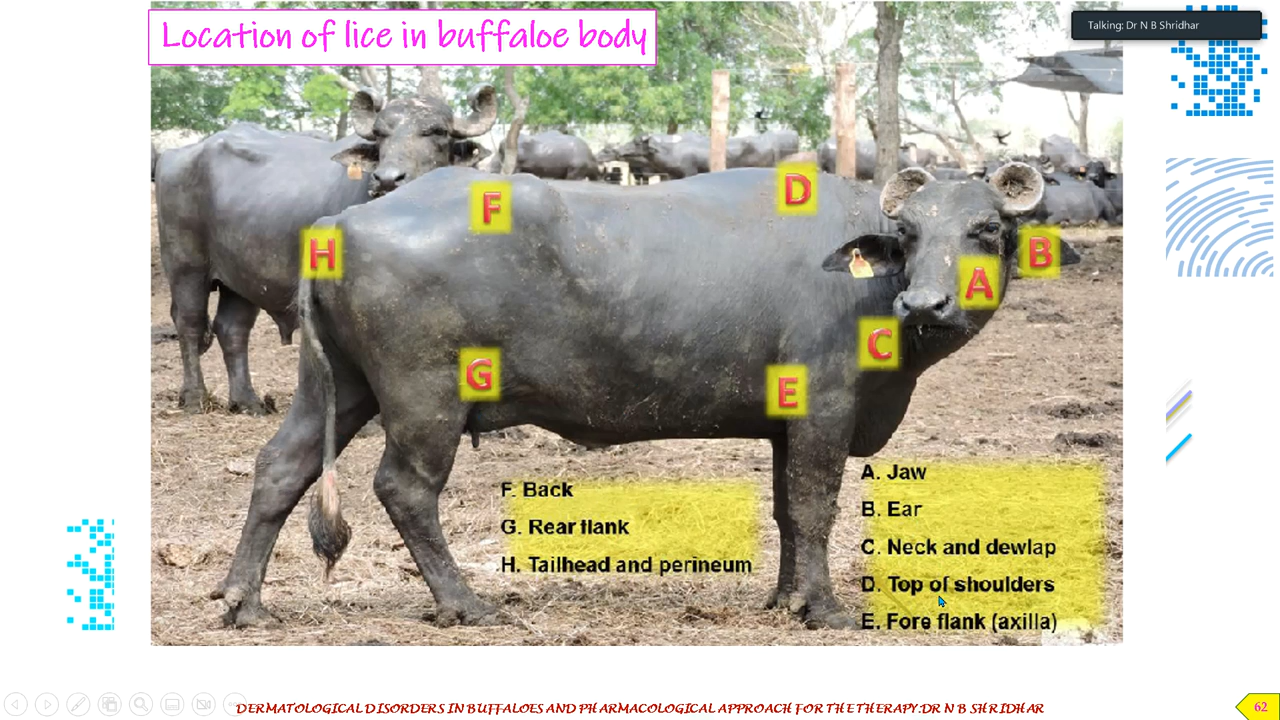 Location of lice in buffaloe body
Talking: Dr N B Shridhar
D
F
H
B
A
C
G
E
F. Back
G. Rear flank
H. Tailhead and perineum
A. Jaw
B. Ear
C. Neck and dewlap
D. Top of shoulders
E. Fore flank (axilla)
DERMATOLOGICAL DISORDERS IN BUFFALOES AND PHARMACOLOGICAL APPROACH FOR THE THERAPY:DR N B SHRIDHAR
62